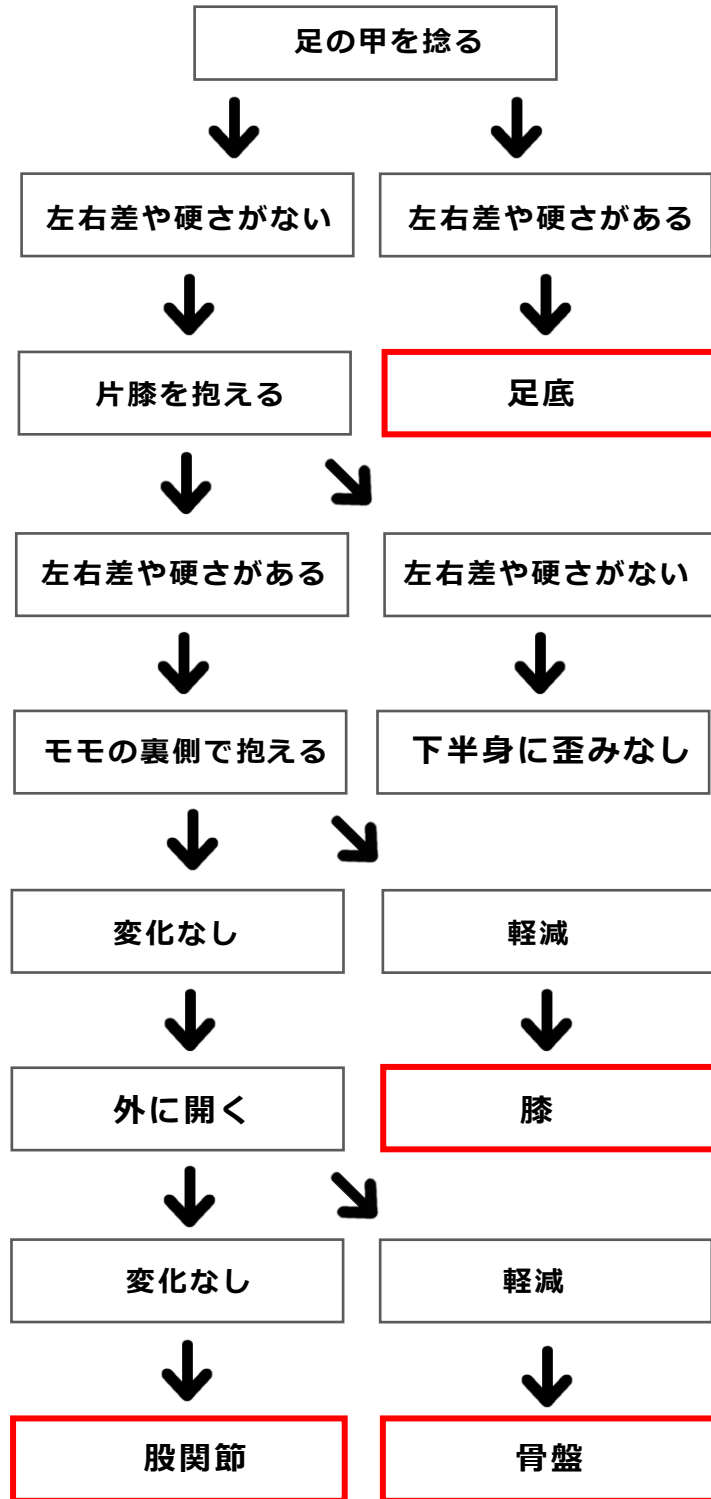 足の甲を捻る
左右差や硬さがない
左右差や硬さがある
片膝を抱える
足底
左右差や硬さがある
左右差や硬さがない
モモの裏側で抱える
下半身に歪みなし
変化なし
軽減
外に開く
膝
変化なし
軽減
股関節
骨盤